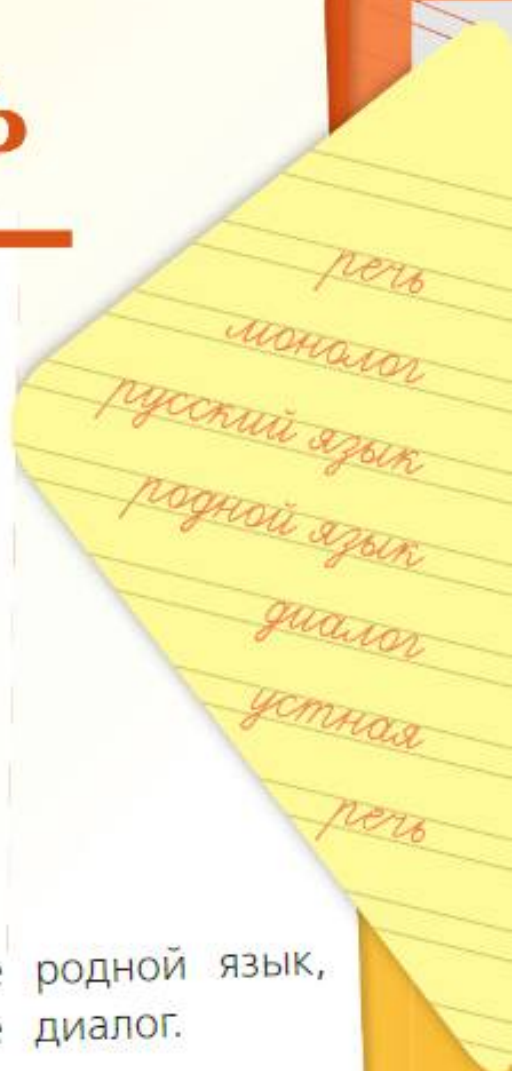 ь
речь
монолог
русский язык
родной язык
диалог
устная
речь
е родной язык,
е диалог.